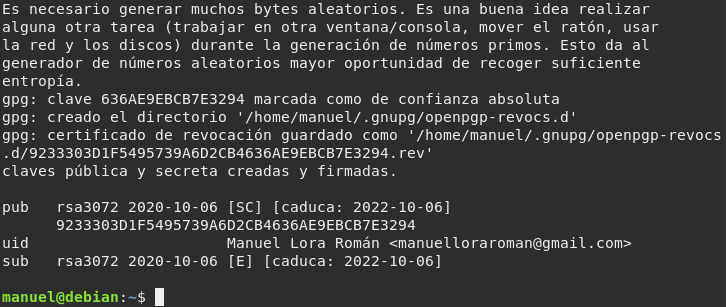 Es necesario generar muchos bytes aleatorios. Es una buena idea realizar
alguna otra tarea (trabajar en otra ventana/consola, mover el ratón, usar
la red y los discos) durante la generación de números primos. Esto da al
generador de números aleatorios mayor oportunidad de recoger suficiente
entropía.
gpg: clave 636AE9EBCB7E3294 marcada como de confianza absoluta
gpg: creado el directorio '/home/manuel/.gnupg/openpgp-revocs.d'
gpg: certificado de revocación guardado como '/home/manuel/.gnupg/openpgp-revocs
.d/9233303D1F5495739A6D2CB4636AE9EBCB7E3294.rev'
claves pública y secreta creadas y firmadas.
pub   rsa3072 2020-10-06 [SC] [caduca: 2022-10-06]
      9233303D1F5495739A6D2CB4636AE9EBCB7E3294
uid                      Manuel Lora Román <manuelloraroman@gmail.com>
sub   rsa3072 2020-10-06 [E] [caduca: 2022-10-06]
manuel@debian:~$